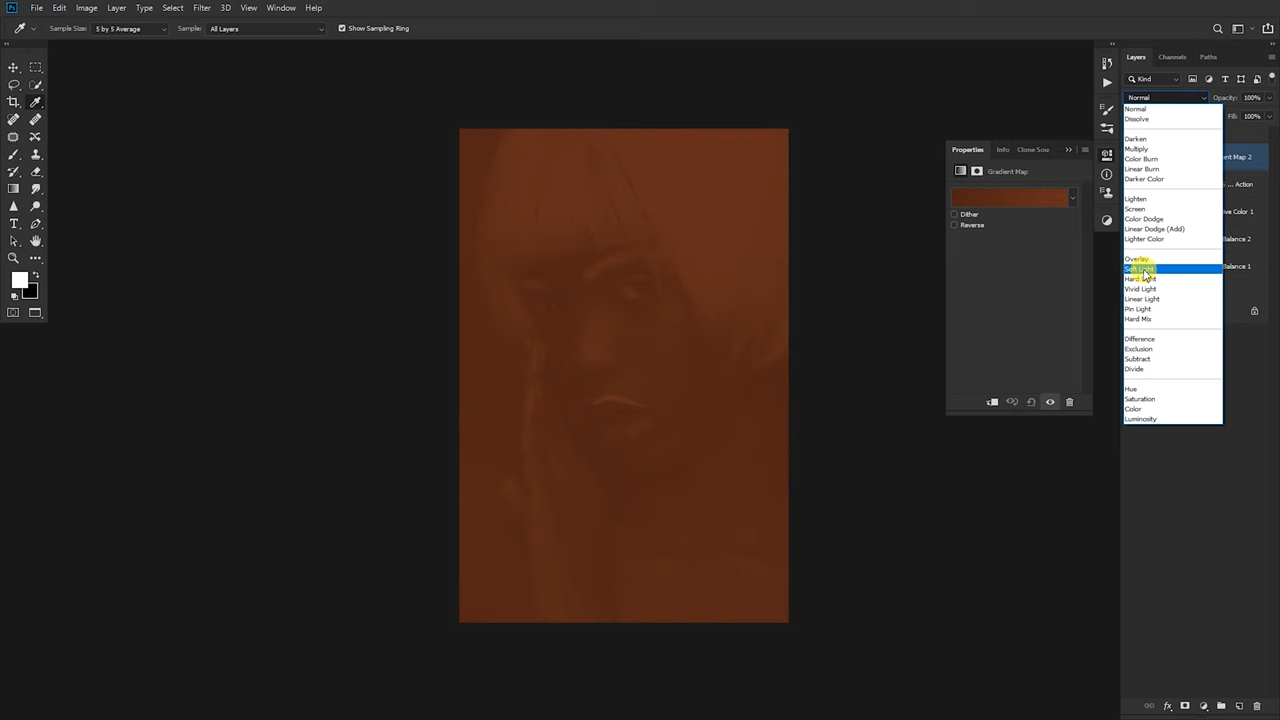 Ps File Edit Image Layer Type Select Filter 3D View Window Help
Sample Size: 5 by 5 Average Sample: All Layers Show Sampling Ring
Layers Channels Paths
Kind
Normal Opacity: 100%
Fill: 100%
Normal
Dissolve
Darken
Multiply
Color Burn
Linear Burn
Darker Color
Lighten
Screen
Color Dodge
Linear Dodge (Add)
Lighter Color
Overlay
Soft Light
Hard Light
Vivid Light
Linear Light
Pin Light
Hard Mix
Difference
Exclusion
Subtract
Divide
Hue
Saturation
Color
Luminosity
Map 2
... Action
Color 1
Balance 2
Balance 1
Properties Info Clone Sou
Gradient Map
Dither
Reverse
fx